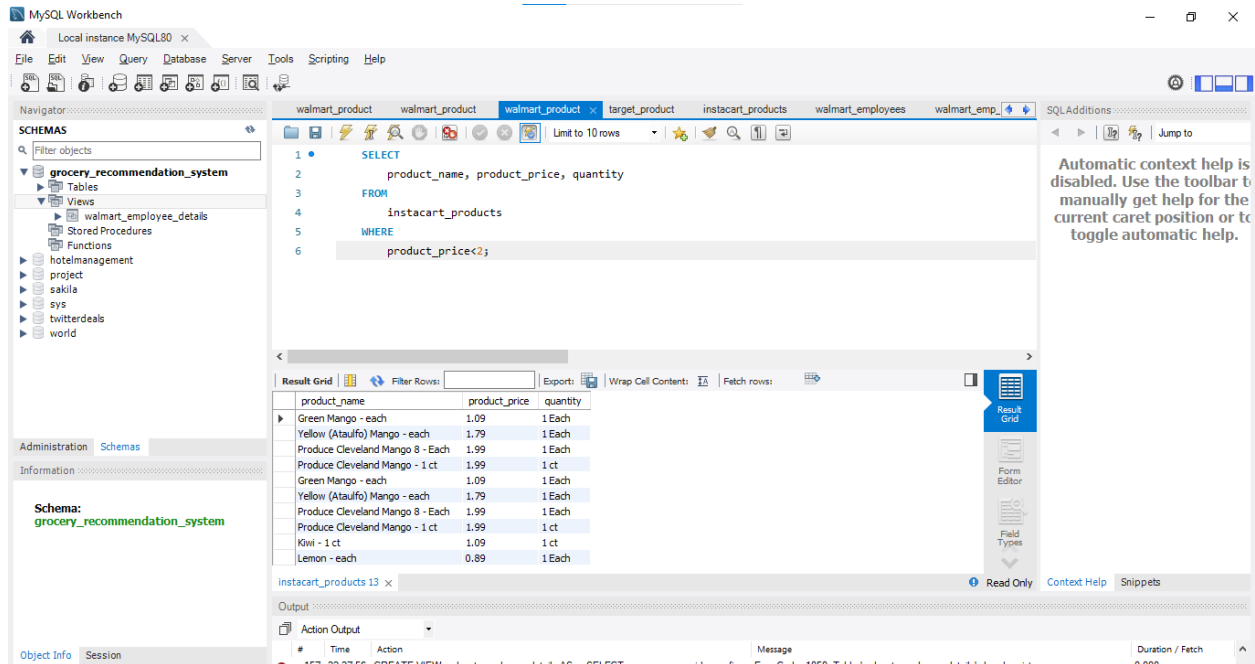 MySQL Workbench
Local instance MySQL80
File Edit View Query Database Server Tools Scripting Help
Navigator
SCHEMAS
Filter objects
grocery_recommendation_system
Tables
Views
walmart_employee_details
Stored Procedures
Functions
hotelmanagement
project
sakila
sys
twitterdeals
world
Administration Schemas
Information
Schema:
grocery_recommendation_system
Object Info Session
walmart_product walmart_product walmart_product target_product instacart_products walmart_employees walmart_emp_
Limit to 10 rows
1 SELECT
2 product_name, product_price, quantity
3 FROM
4 instacart_products
5 WHERE
6 product_price<2;
Result Grid Filter Rows: Export: Wrap Cell Content: Fetch rows:
product_name product_price quantity
Green Mango - each 1.09 1 Each
Yellow (Ataulfo) Mango - each 1.79 1 Each
Produce Cleveland Mango 8 - Each 1.99 1 Each
Produce Cleveland Mango - 1 ct 1.99 1 ct
Green Mango - each 1.09 1 Each
Yellow (Ataulfo) Mango - each 1.79 1 Each
Produce Cleveland Mango 8 - Each 1.99 1 Each
Produce Cleveland Mango - 1 ct 1.99 1 ct
Kiwi - 1 ct 1.09 1 ct
Lemon - each 0.89 1 Each
Result
Grid
Form
Editor
Field
Types
instacart_products 13 Read Only
Output
Action Output
# Time Action Message Duration / Fetch
SQLAdditions
Jump to
Automatic context help is
disabled. Use the toolbar to
manually get help for the
current caret position or to
toggle automatic help.
Context Help Snippets